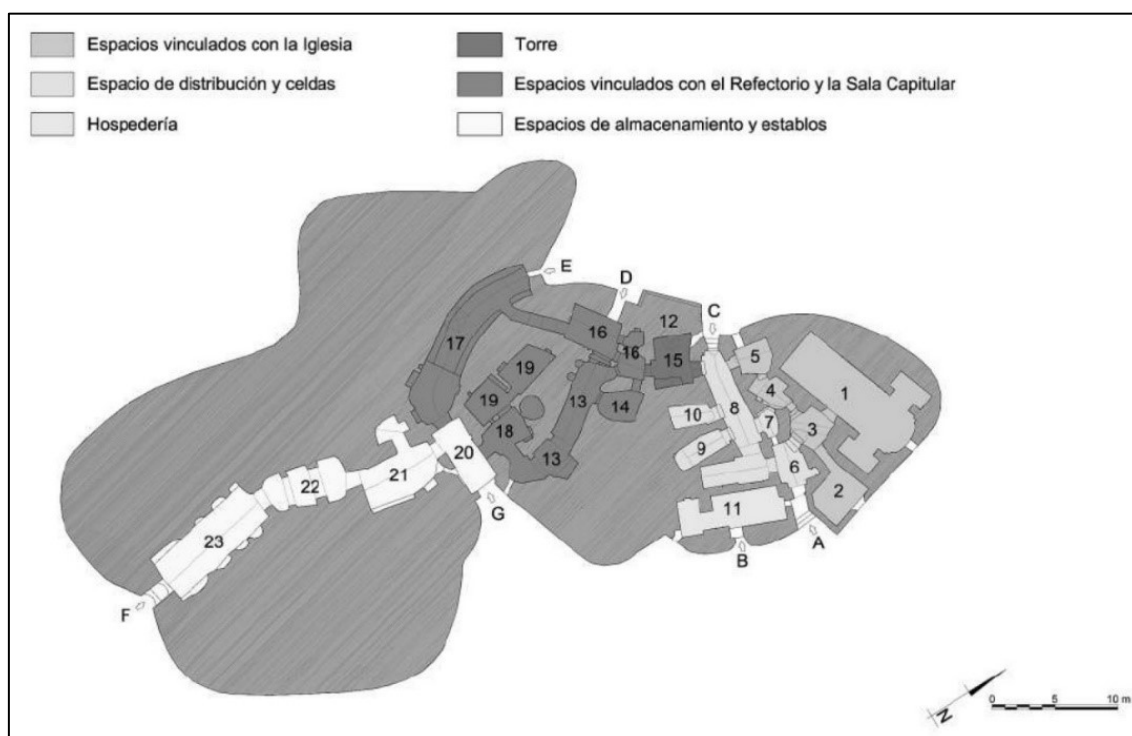 Espacios vinculados con la Iglesia
Espacio de distribución y celdas
Hospedería
Torre
Espacios vinculados con el Refectorio y la Sala Capitular
Espacios de almacenamiento y establos
E
D
C
12
16
17
16
15
5
1
19
4
13
14
8
10
7
3
19
18
9
6
13
20
2
21
22
11
G
A
23
B
F
N
0 5 10 m